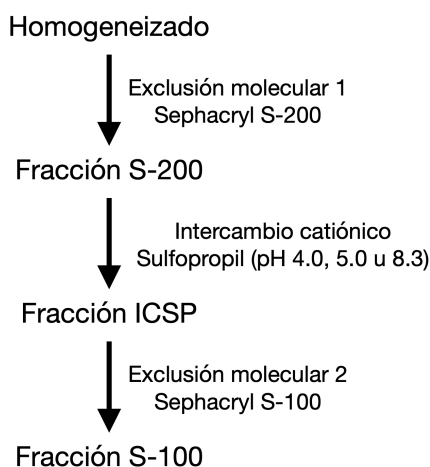 Homogeneizado
Exclusión molecular 1
Sephacryl S-200
Fracción S-200
Intercambio catiónico
Sulfopropil (pH 4.0, 5.0 u 8.3)
Fracción ICSP
Exclusión molecular 2
Sephacryl S-100
Fracción S-100